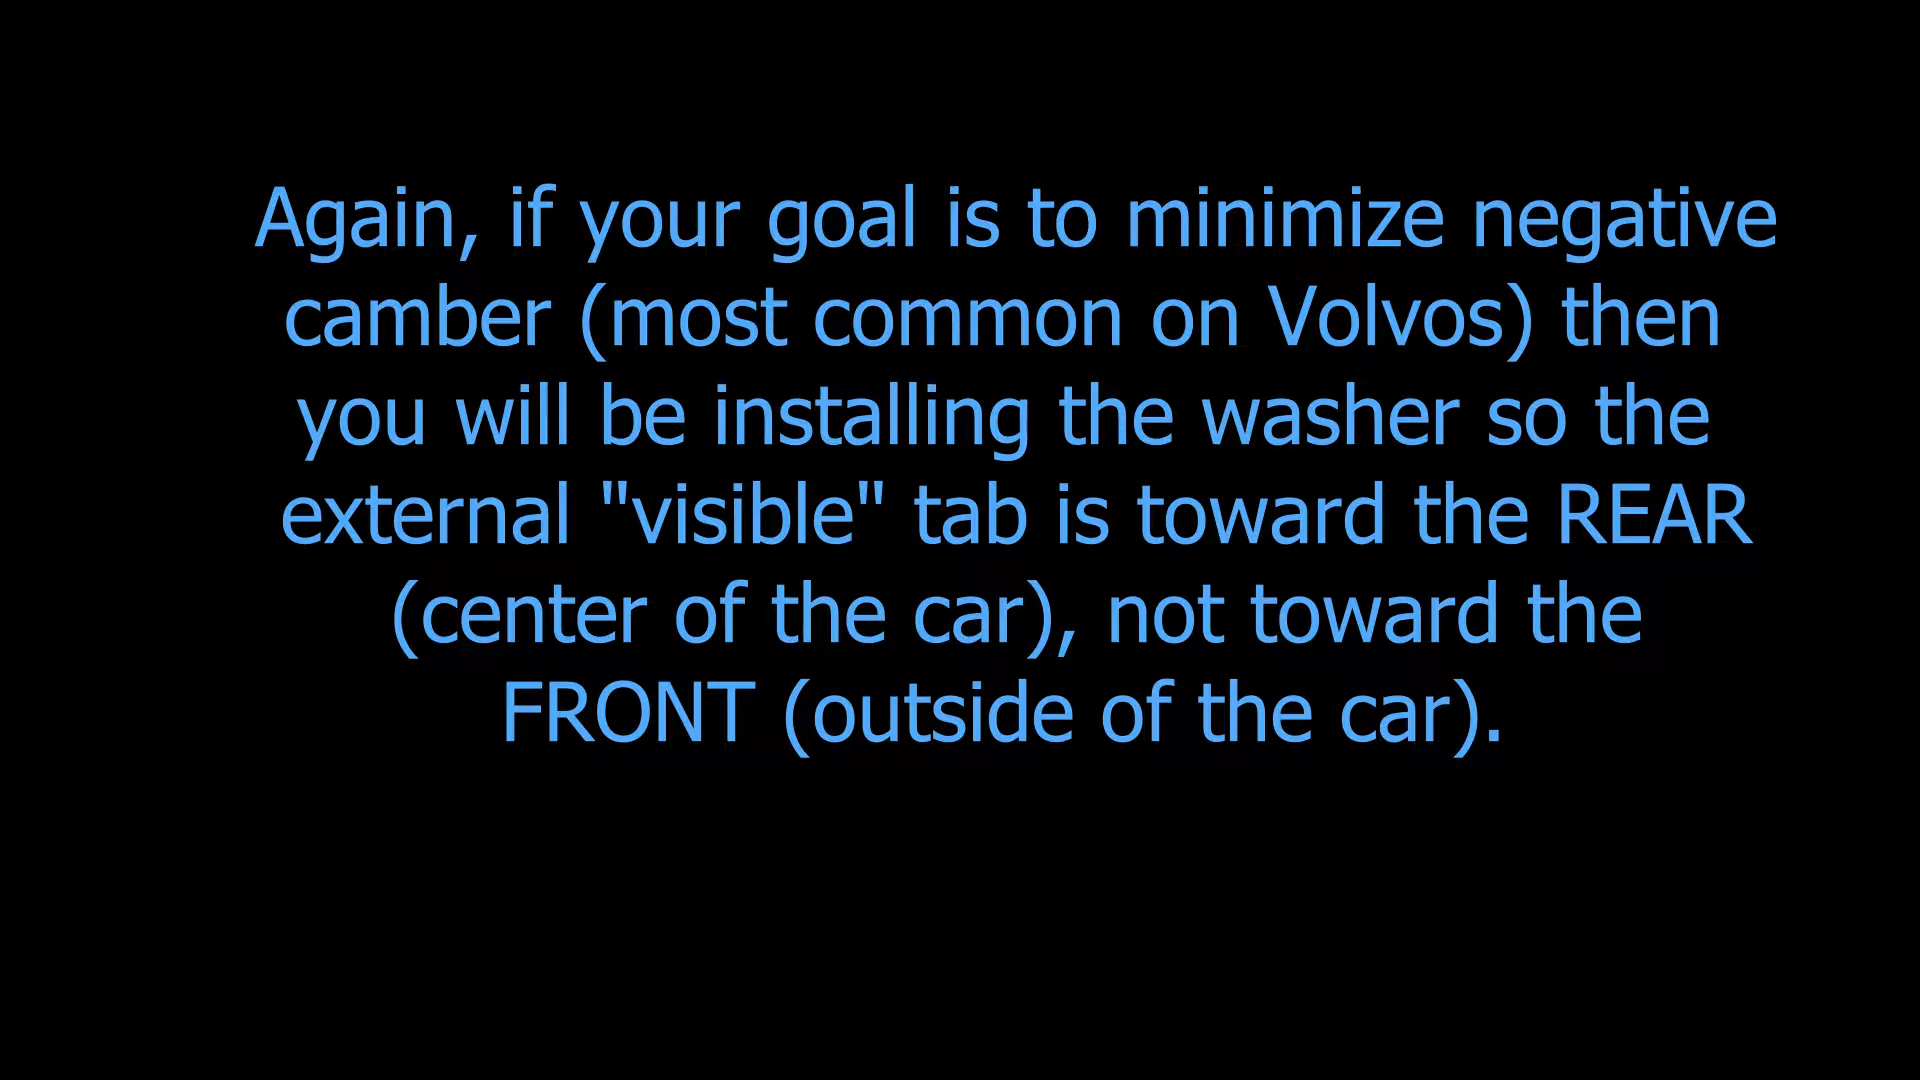 Again, if your goal is to minimize negative
camber (most common on Volvos) then
you will be installing the washer so the
external "visible" tab is toward the REAR
(center of the car), not toward the
FRONT (outside of the car).